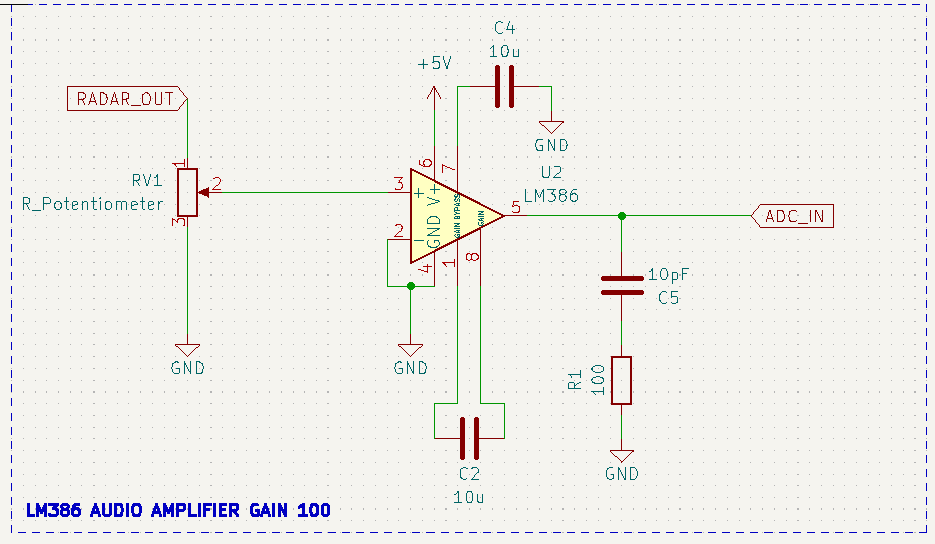 C4
10u
+5V
RADAR_OUT
GND
1
6
7
U2
LM386
RV1
2
R_Potentiometer
3
3
+
V+
GAIN
BYPASS
GAIN
5
ADC_IN
2
-
GND
4
1
8
10pF
C5
GND
GND
R1
100
C2
10u
GND
LM386 AUDIO AMPLIFIER GAIN 100